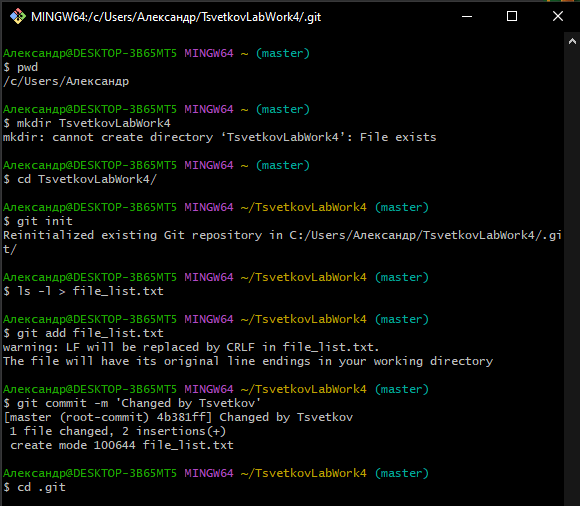 MINGW64:/c/Users/Александр/TsvetkovLabWork4/.git
Александр@DESKTOP-3B65MT5 MINGW64 ~ (master)
$ pwd
/c/Users/Александр
Александр@DESKTOP-3B65MT5 MINGW64 ~ (master)
$ mkdir TsvetkovLabWork4
mkdir: cannot create directory ‘TsvetkovLabWork4’: File exists
Александр@DESKTOP-3B65MT5 MINGW64 ~ (master)
$ cd TsvetkovLabWork4/
Александр@DESKTOP-3B65MT5 MINGW64 ~/TsvetkovLabWork4 (master)
$ git init
Reinitialized existing Git repository in C:/Users/Александр/TsvetkovLabWork4/.gi
t/
Александр@DESKTOP-3B65MT5 MINGW64 ~/TsvetkovLabWork4 (master)
$ ls -l > file_list.txt
Александр@DESKTOP-3B65MT5 MINGW64 ~/TsvetkovLabWork4 (master)
$ git add file_list.txt
warning: LF will be replaced by CRLF in file_list.txt.
The file will have its original line endings in your working directory
Александр@DESKTOP-3B65MT5 MINGW64 ~/TsvetkovLabWork4 (master)
$ git commit -m 'Changed by Tsvetkov'
[master (root-commit) 4b381ff] Changed by Tsvetkov
 1 file changed, 2 insertions(+)
 create mode 100644 file_list.txt
Александр@DESKTOP-3B65MT5 MINGW64 ~/TsvetkovLabWork4 (master)
$ cd .git